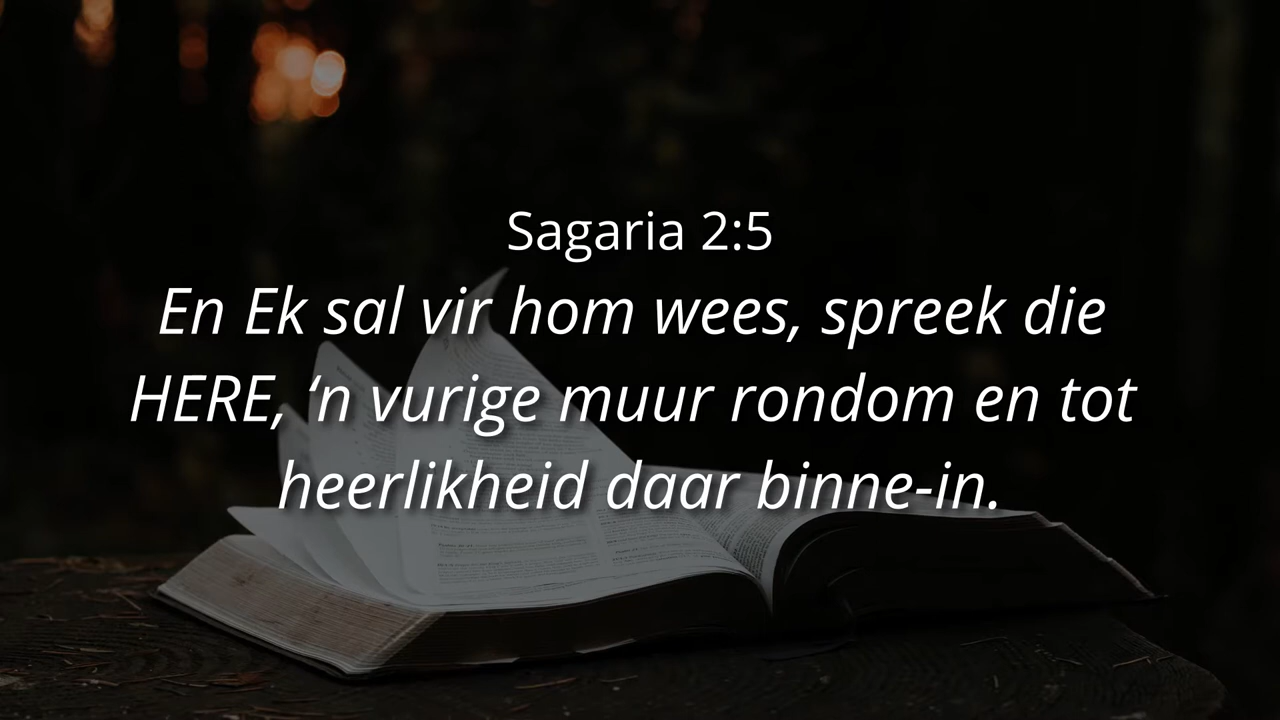 Sagaria 2:5
En Ek sal vir hom wees, spreek die
HERE, ‘n vurige muur rondom en tot
heerlikheid daar binne-in.